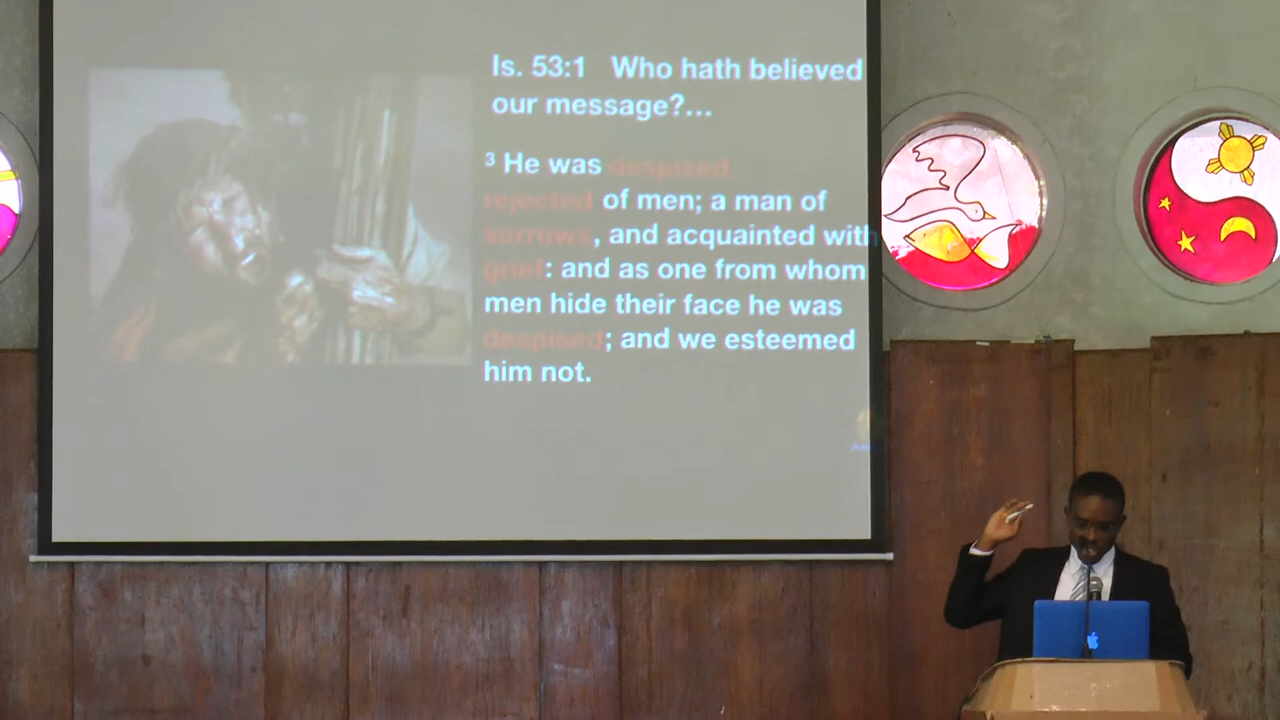 Is. 53:1 Who hath believed
our message?...
3 He was despised,
rejected of men; a man of
sorrows, and acquainted with
grief: and as one from whom
men hide their face he was
despised; and we esteemed
him not.